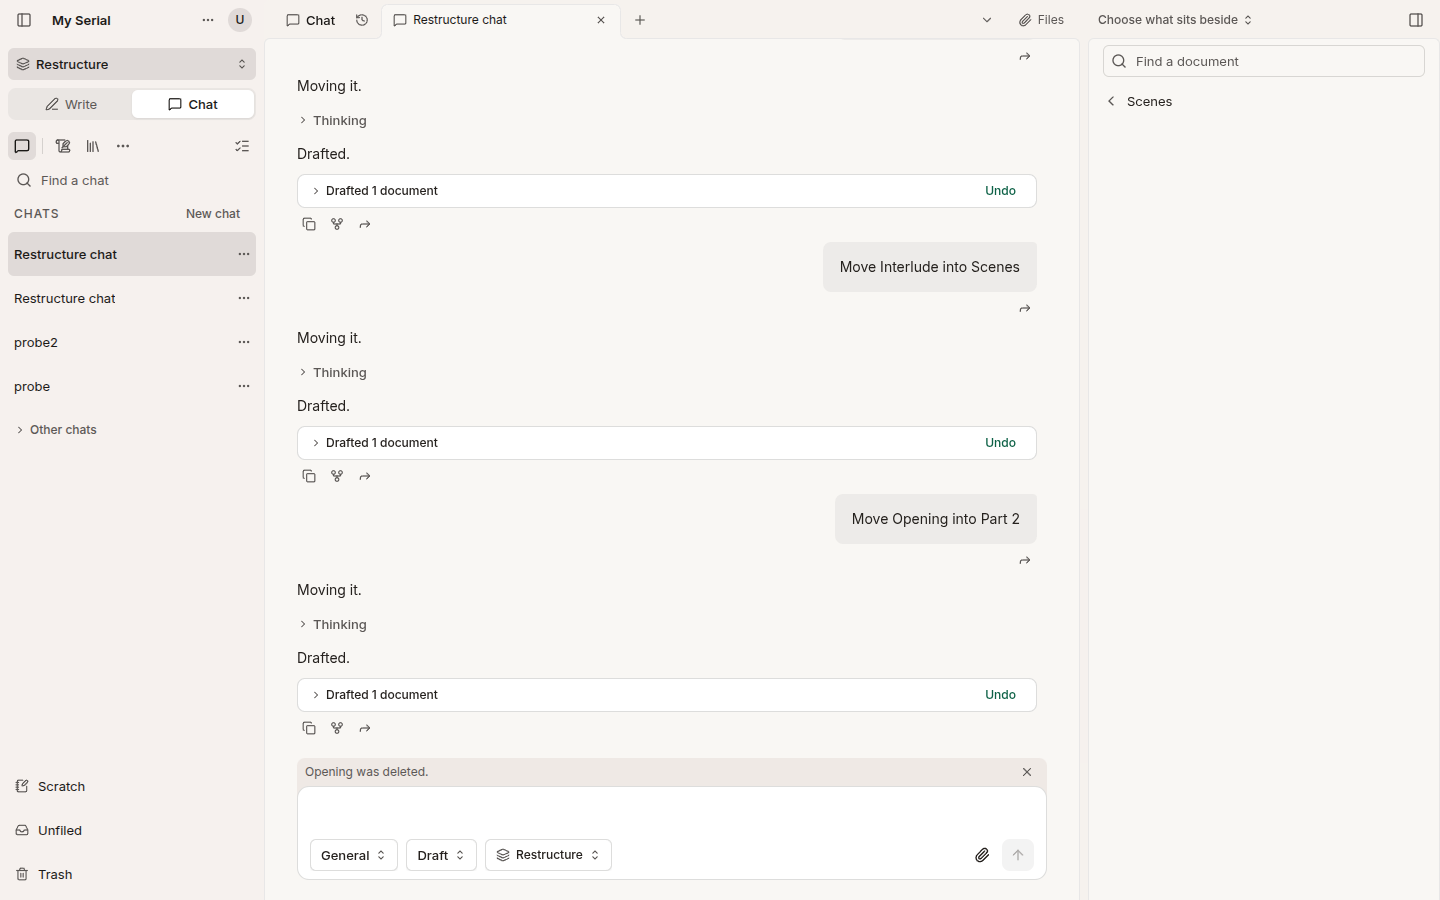 My Serial
U
Restructure
Write
Chat
Find a chat
CHATS
New chat
Restructure chat
Restructure chat
probe2
probe
Other chats
Scratch
Unfiled
Trash
Chat
Restructure chat
Files
Moving it.
Thinking
Drafted.
Drafted 1 document
Undo
Move Interlude into Scenes
Moving it.
Thinking
Drafted.
Drafted 1 document
Undo
Move Opening into Part 2
Moving it.
Thinking
Drafted.
Drafted 1 document
Undo
Opening was deleted.
General
Draft
Restructure
Choose what sits beside
Find a document
Scenes